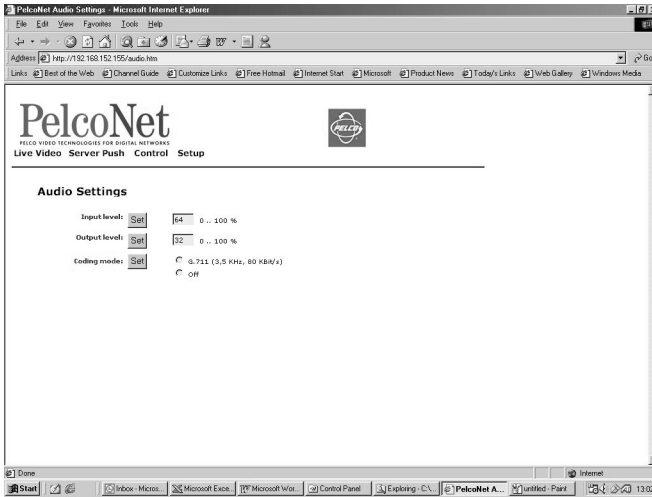 PelcoNet Audio Settings - Microsoft Internet Explorer
File Edit View Favorites Tools Help
Address http://192.168.152.155/audio.htm Go
Links Best of the Web Channel Guide Customize Links Free Hotmail Internet Start Microsoft Product News Today's Links Web Gallery Windows Media
PelcoNet
PELCO VIDEO TECHNOLOGIES FOR DIGITAL NETWORKS
PELCO
Live Video Server Push Control Setup
Audio Settings
Input level: Set 64 0 .. 100 %
Output level: Set 32 0 .. 100 %
Coding mode: Set G.711 (3,5 KHz, 80 KBit/s)
Off
Done Internet
Start Inbox - Micros... Microsoft Exce... Microsoft Wor... Control Panel Exploring - C:\... PelcoNet A... untitled - Paint 13:02